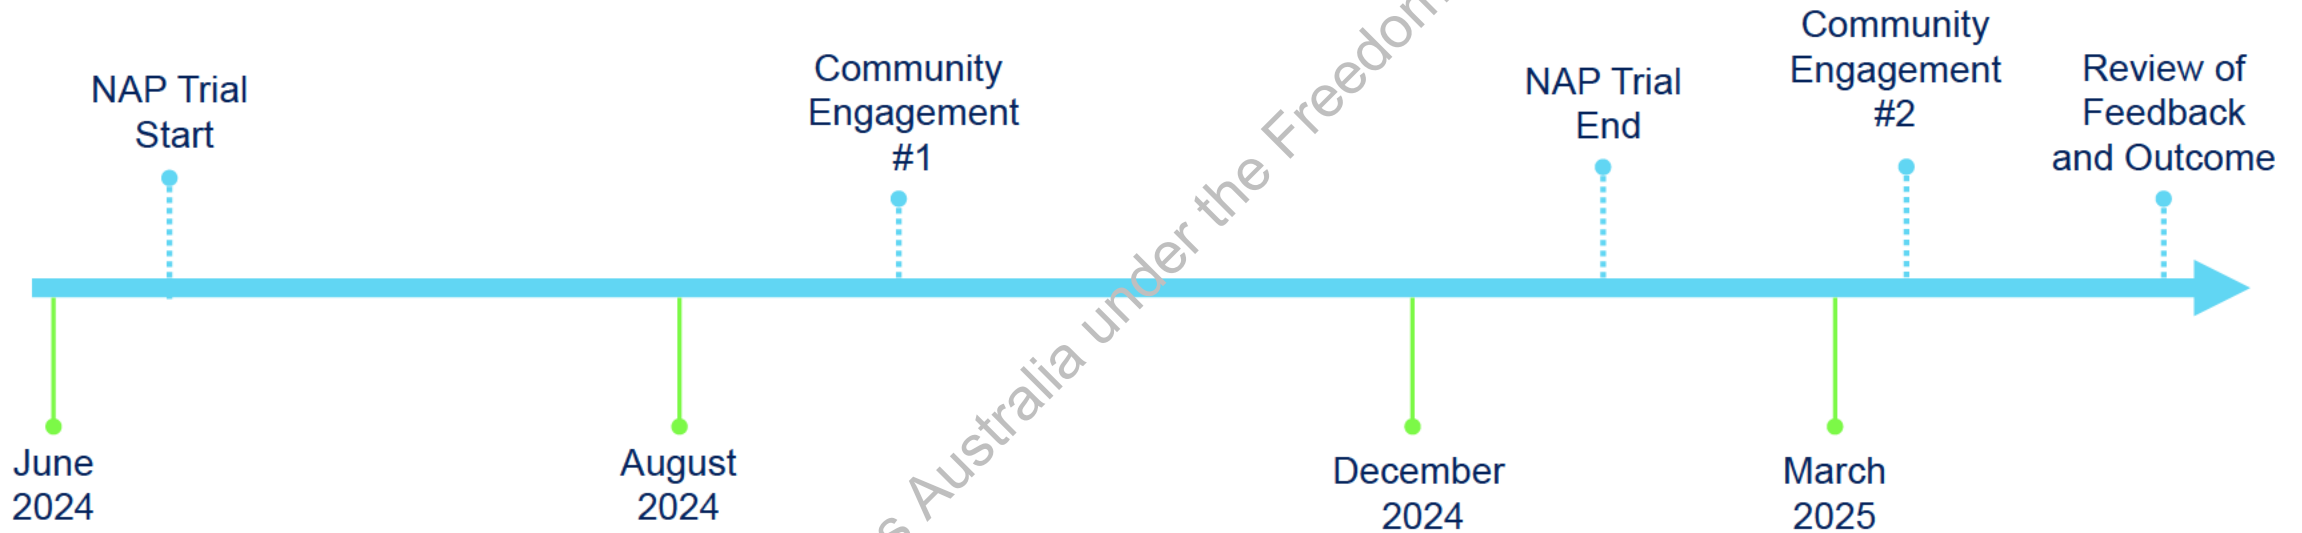 NAP Trial
Start
Community
Engagement
#1
NAP Trial
End
Community
Engagement
#2
Review of
Feedback
and Outcome
June
2024
August
2024
December
2024
March
2025
Australia under the Freedom